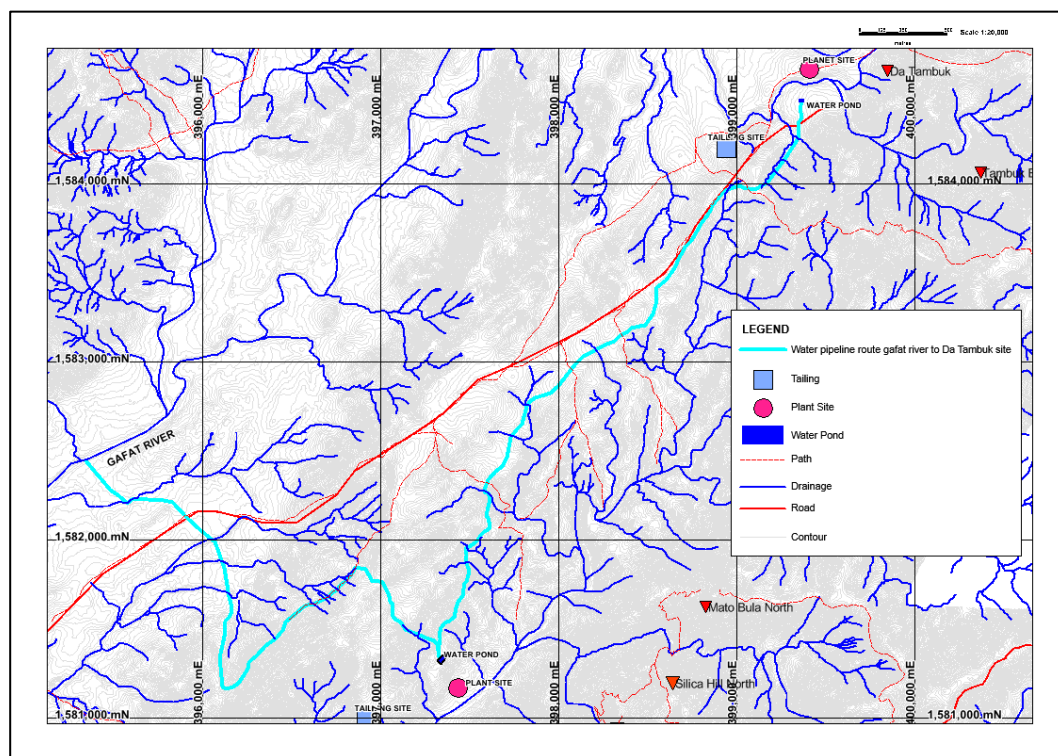 Scale 1:20,000
metres
PLANET SITE
Da Tambuk
396,000 mE
397,000 mE
398,000 mE
399,000 mE
400,000 mE
WATER POND
TAILING SITE
Tambuk E
1,584,000 mN
1,584,000 mN
LEGEND
Water pipeline route gafat river to Da Tambuk site
Tailing
Plant Site
Water Pond
Path
Drainage
Road
Contour
1,583,000 mN
GAFAT RIVER
1,582,000 mN
Mato Bula North
WATER POND
PLANT SITE
Silica Hill North
TAILING SITE
396,000 mE
397,000 mE
398,000 mE
399,000 mE
400,000 mE
1,581,000 mN
1,581,000 mN